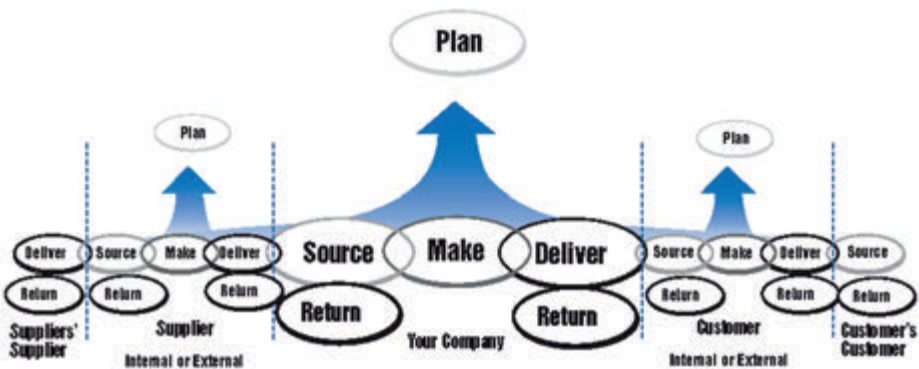 Plan
Plan
Plan
Deliver
Source
Make
Deliver
Source
Make
Deliver
Source
Make
Deliver
Source
Return
Return
Return
Return
Return
Return
Return
Return
Suppliers'
Supplier
Supplier
Internal or External
Your Company
Customer
Internal or External
Customer's
Customer